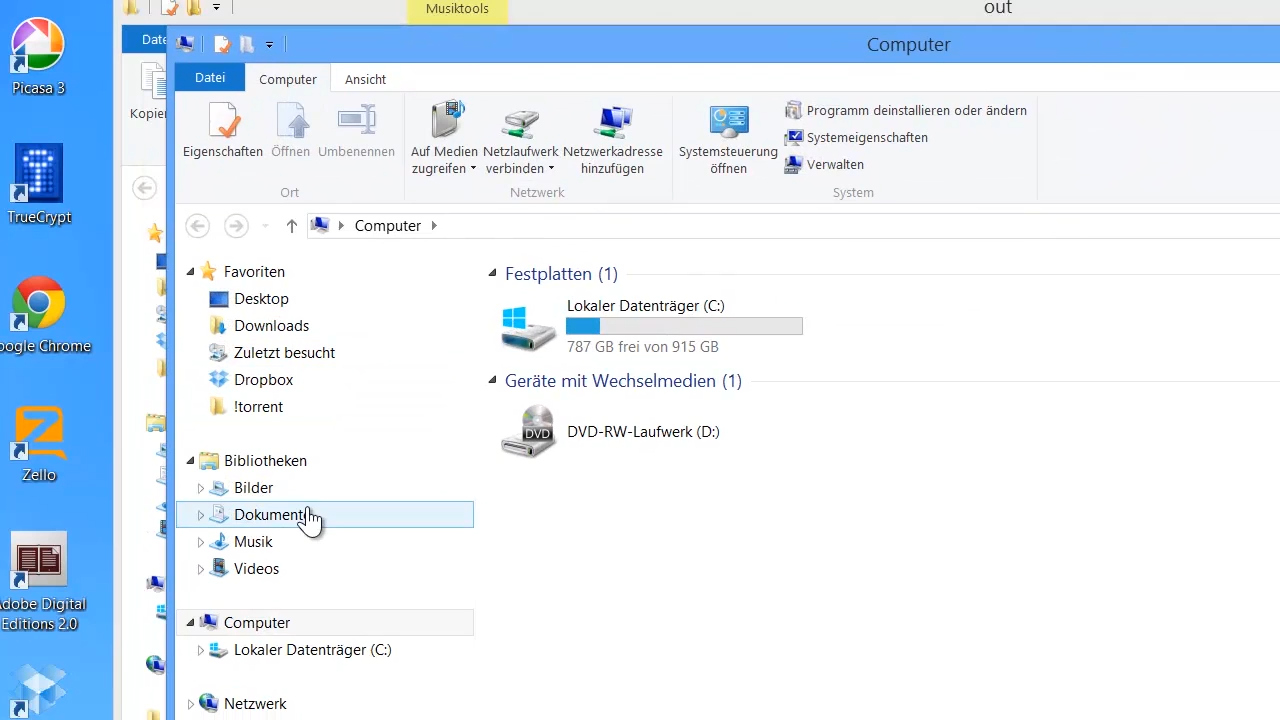 Musiktools
out
Date
Computer
Datei
Computer
Ansicht
Kopier
Eigenschaften
Öffnen
Umbenennen
Auf Medien zugreifen
Netzlaufwerk verbinden
Netzwerkadresse hinzufügen
Systemsteuerung öffnen
Programm deinstallieren oder ändern
Systemeigenschaften
Verwalten
Ort
Netzwerk
System
Computer
Picasa 3
TrueCrypt
oogle Chrome
Zello
dobe Digital
Editions 2.0
Favoriten
Desktop
Downloads
Zuletzt besucht
Dropbox
!torrent
Bibliotheken
Bilder
Dokumente
Musik
Videos
Computer
Lokaler Datenträger (C:)
Netzwerk
Festplatten (1)
Lokaler Datenträger (C:)
787 GB frei von 915 GB
Geräte mit Wechselmedien (1)
DVD
DVD-RW-Laufwerk (D:)